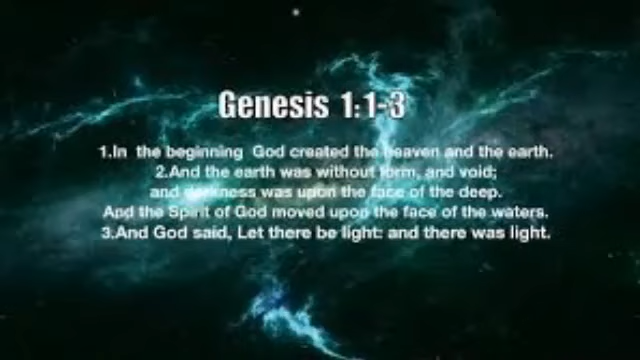 Genesis 1:1-3
1.In the beginning God created the heaven and the earth.
2.And the earth was without form, and void;
and darkness was upon the face of the deep.
And the Spirit of God moved upon the face of the waters.
3.And God said, Let there be light: and there was light.